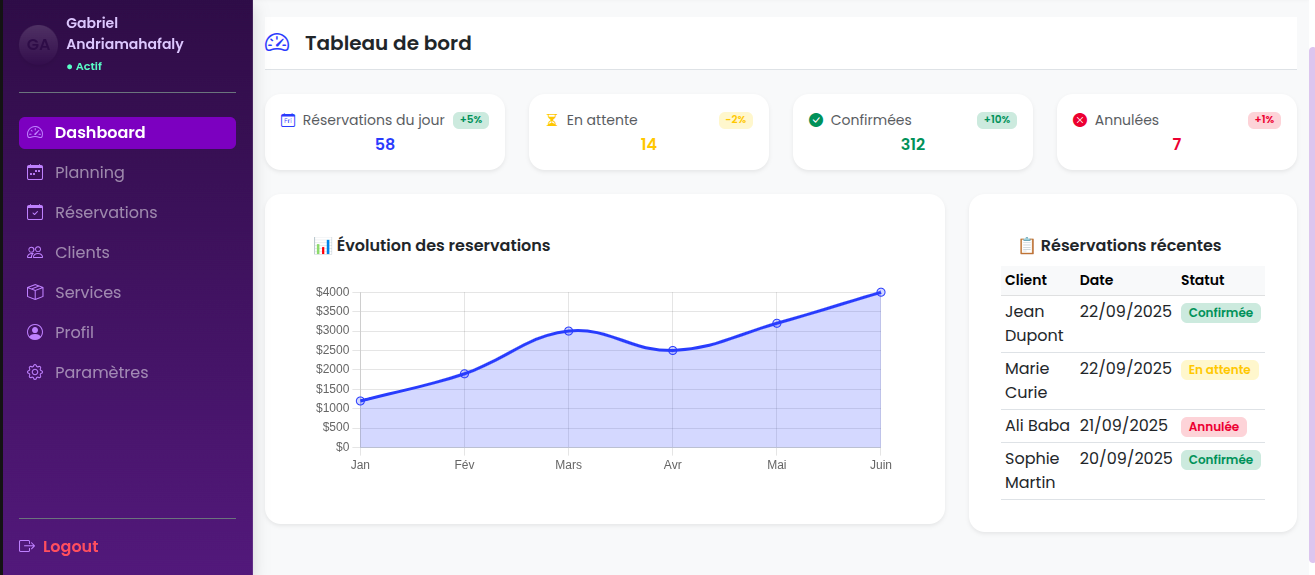 GA
Gabriel
Andriamahafaly
● Actif
Dashboard
Planning
Réservations
Clients
Services
Profil
Paramètres
Logout
Tableau de bord
Réservations du jour +5%
58
En attente -2%
14
Confirmées +10%
312
Annulées +1%
7
Évolution des reservations
$4000
$3500
$3000
$2500
$2000
$1500
$1000
$500
$0
Jan Fév Mars Avr Mai Juin
Réservations récentes
Client Date Statut
Jean 22/09/2025 Confirmée
Dupont
Marie 22/09/2025 En attente
Curie
Ali Baba 21/09/2025 Annulée
Sophie 20/09/2025 Confirmée
Martin